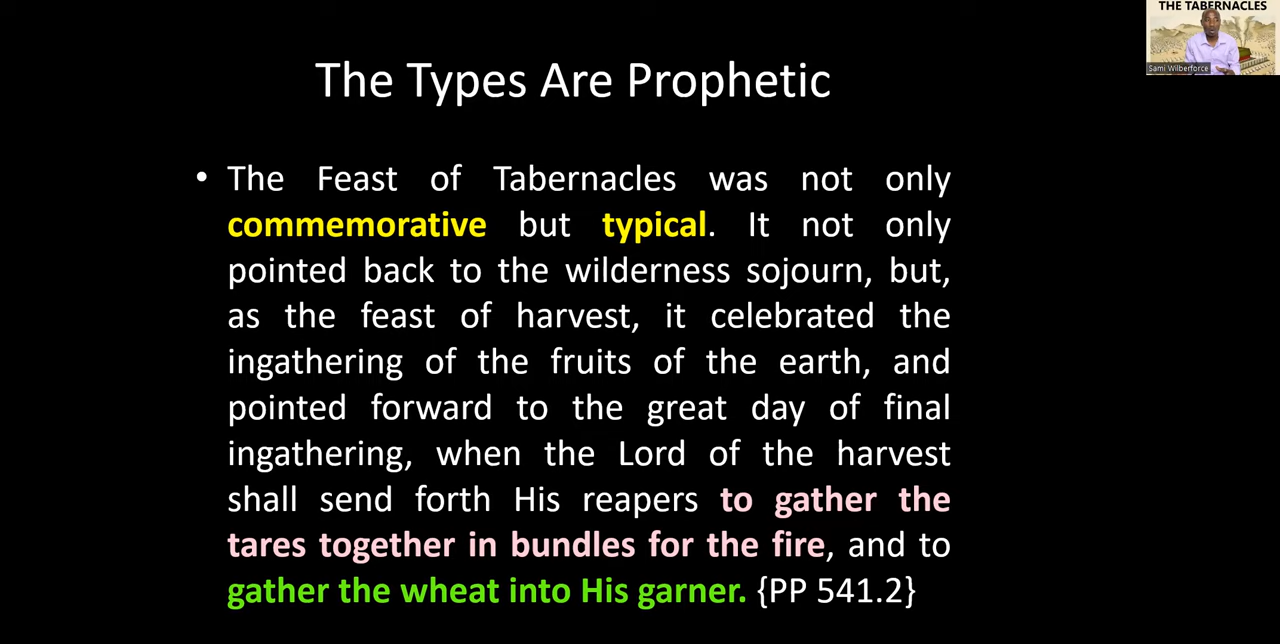 THE TABERNACLES
Sami Wilberforce
The Types Are Prophetic
• The Feast of Tabernacles was not only
commemorative but typical. It not only
pointed back to the wilderness sojourn, but,
as the feast of harvest, it celebrated the
ingathering of the fruits of the earth, and
pointed forward to the great day of final
ingathering, when the Lord of the harvest
shall send forth His reapers to gather the
tares together in bundles for the fire, and to
gather the wheat into His garner. {PP 541.2}